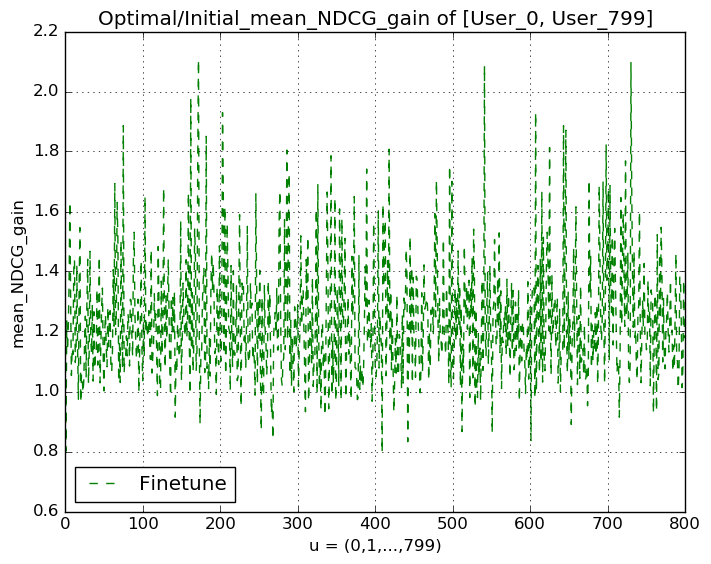 Optimal/Initial_mean_NDCG_gain of [User_0, User_799]
2.2
2.0
1.8
1.6
1.4
1.2
1.0
0.8
0.6
mean_NDCG_gain
Finetune
0 100 200 300 400 500 600 700 800
u = (0,1,...,799)